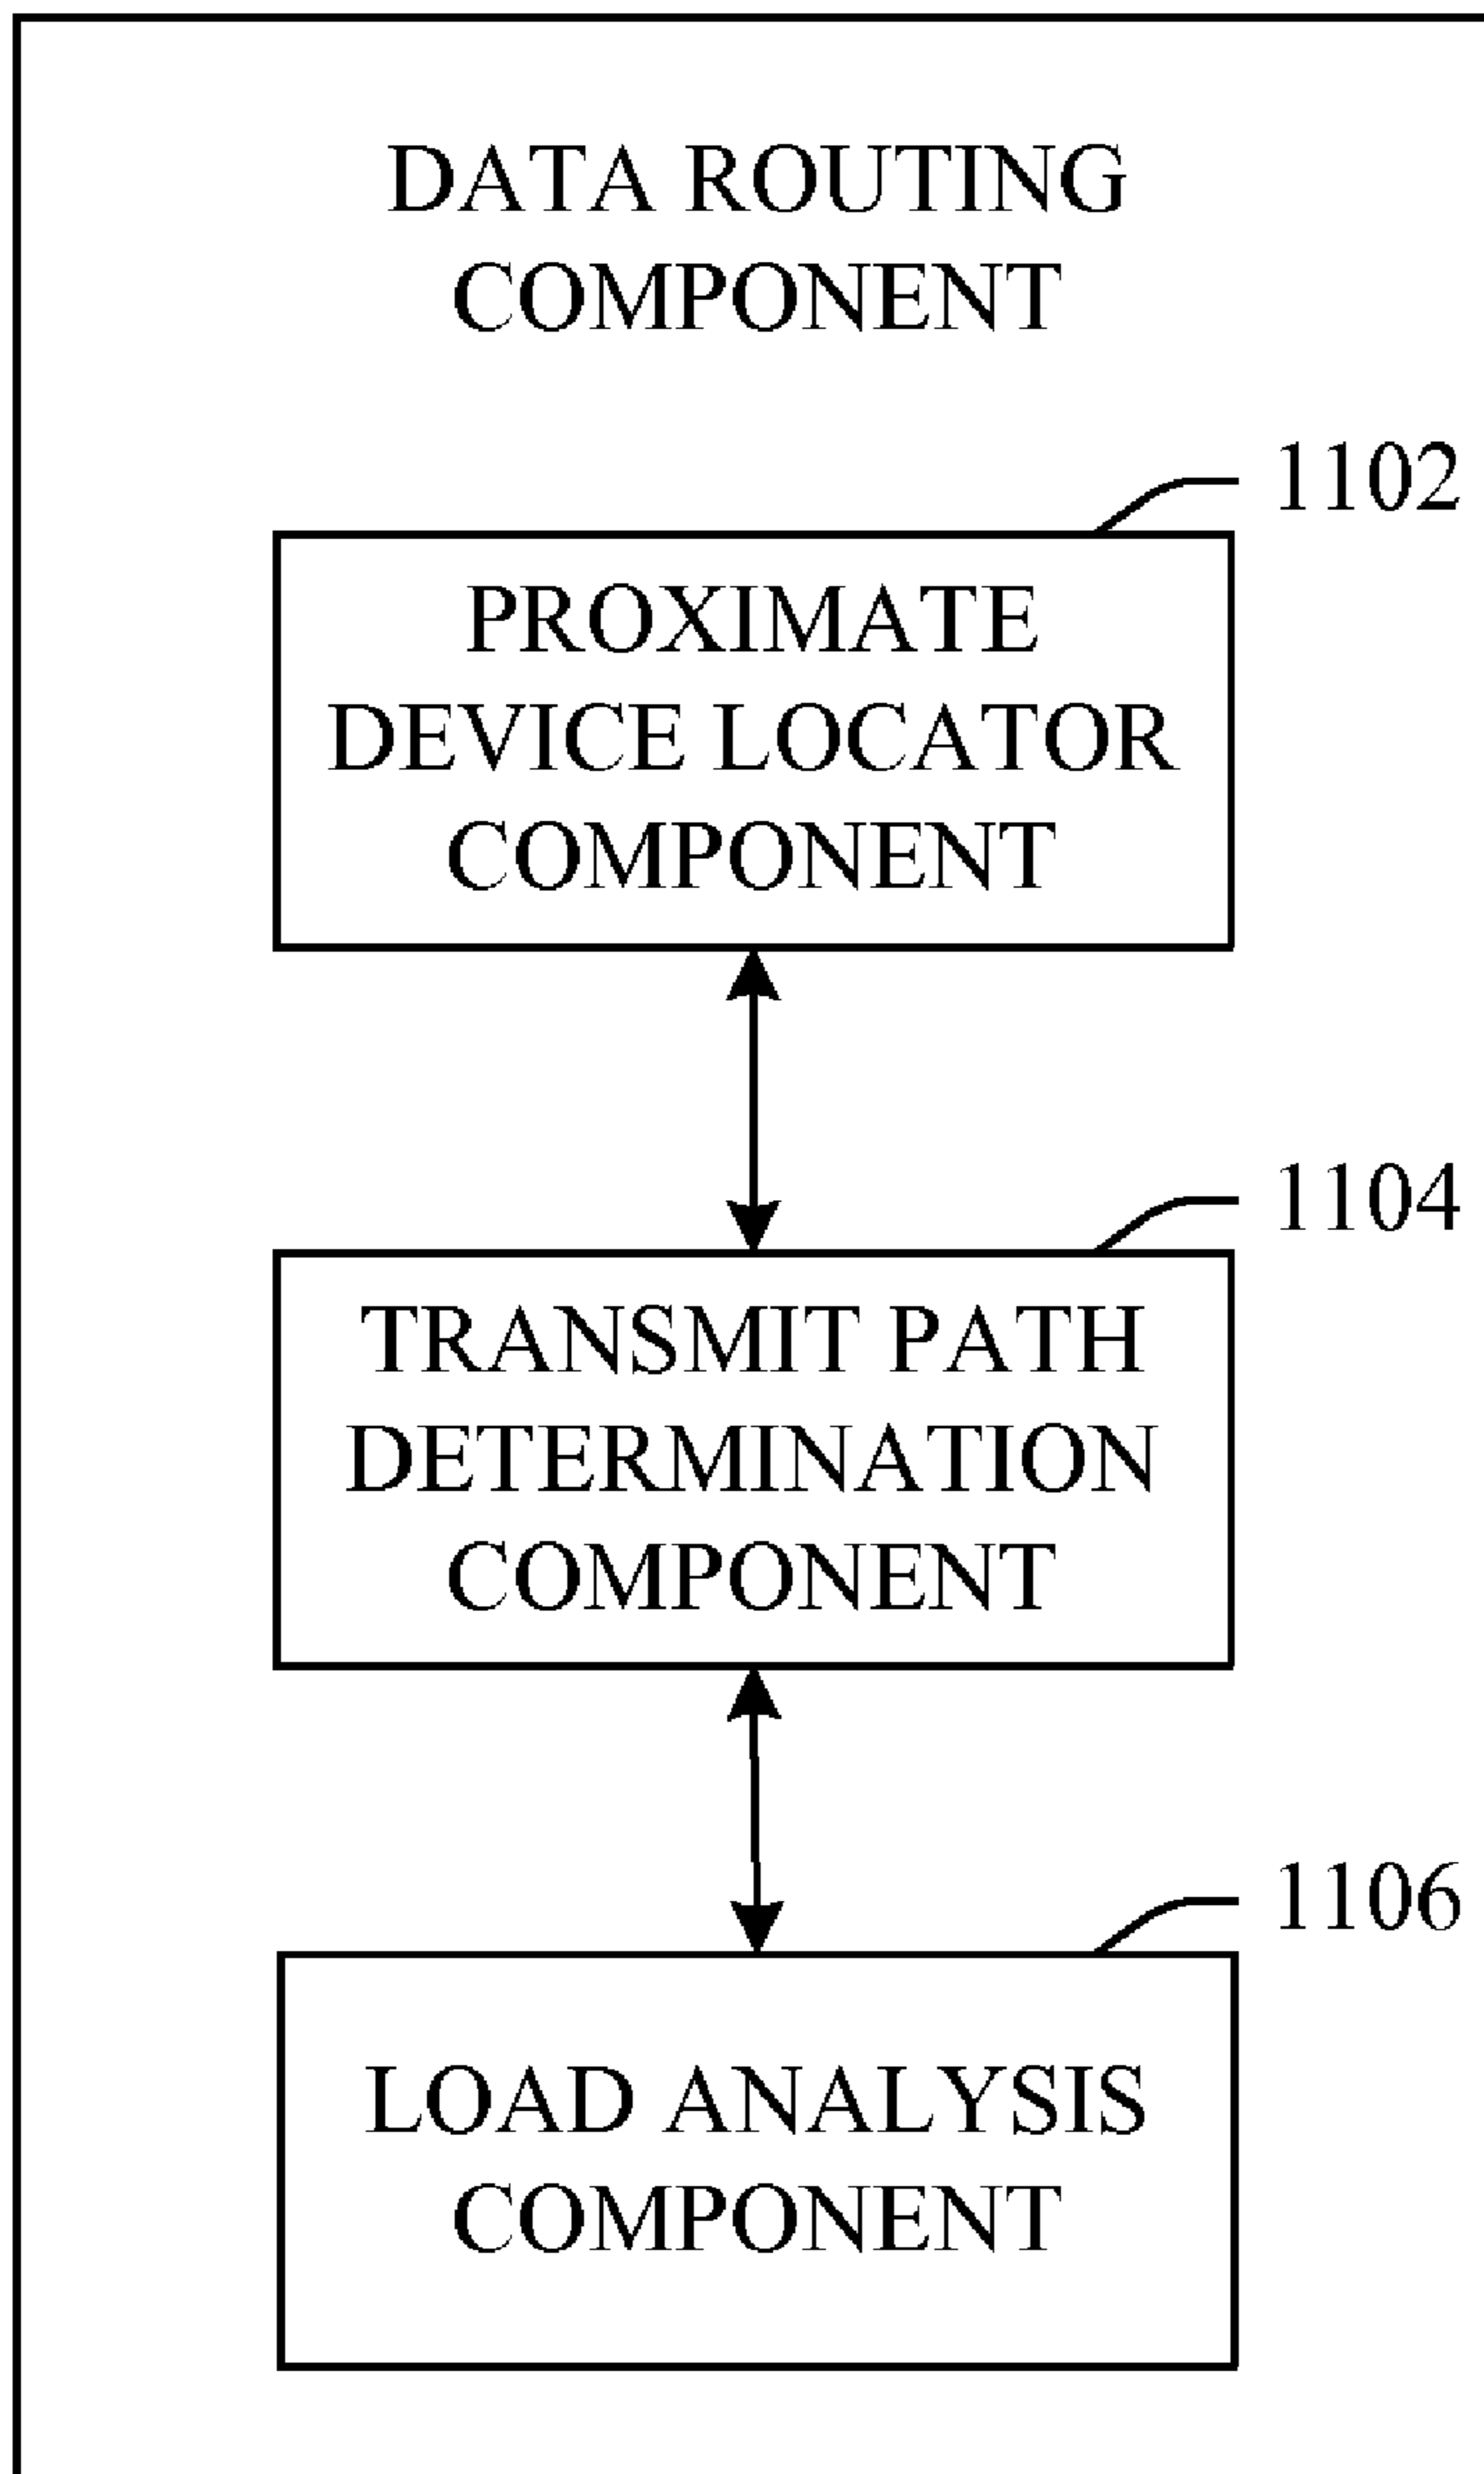 DATA ROUTING
COMPONENT
1102
PROXIMATE
DEVICE LOCATOR
COMPONENT
1104
TRANSMIT PATH
DETERMINATION
COMPONENT
1106
LOAD ANALYSIS
COMPONENT